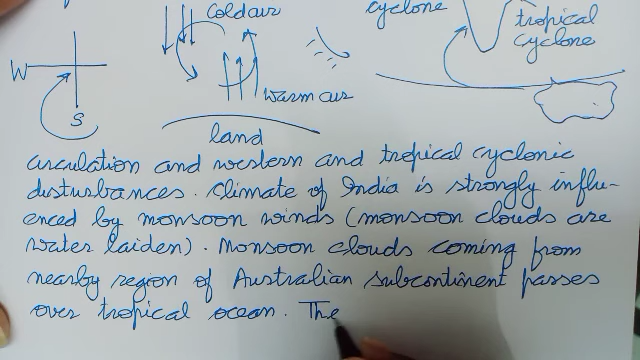 cold air
cyclone
tropical
cyclone
W
S
warm air
land
circulation and western and tropical cyclonic
disturbances. Climate of India is strongly influ-
enced by monsoon winds (monsoon clouds are
water laiden). Monsoon clouds coming from
nearby region of Australian subcontinent passes
over tropical ocean. The